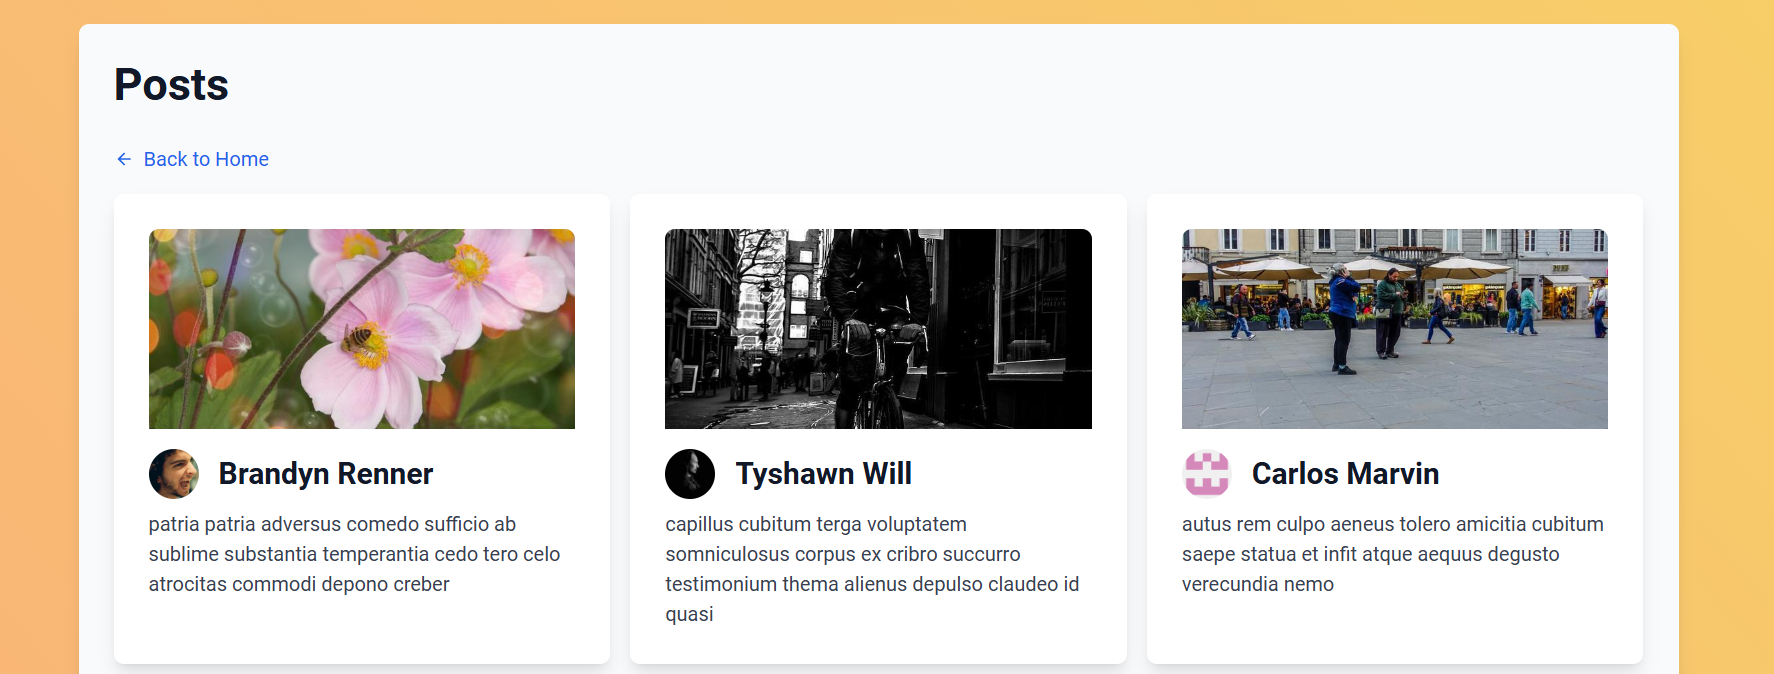 Posts
Back to Home
Brandyn Renner
patria patria adversus comedo sufficio ab
sublime substantia temperantia cedo tero celo
atrocitas commodi depono creber
Tyshawn Will
capillus cubitum terga voluptatem
somniculosus corpus ex cribro succurro
testimonium thema alienus depulso claudeo id
quasi
Carlos Marvin
autus rem culpo aeneus tolero amicitia cubitum
saepe statua et infit atque aequus degusto
verecundia nemo